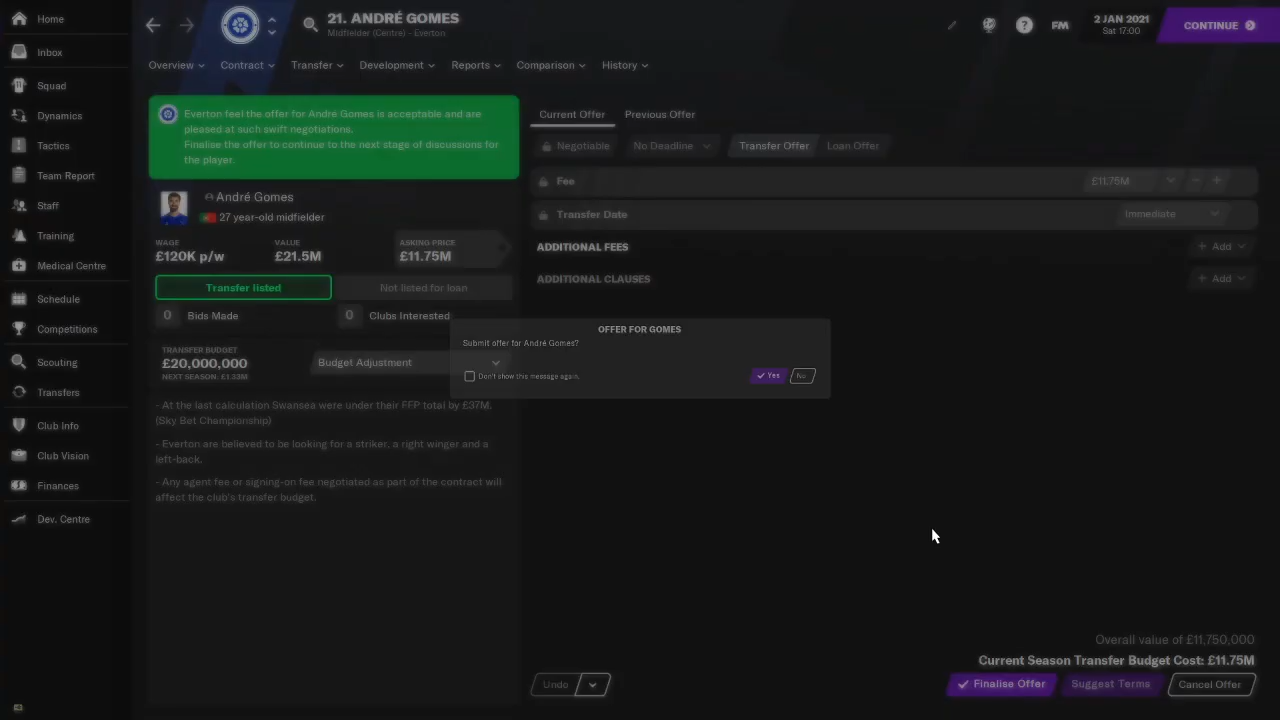 Home
Inbox
Squad
Dynamics
Tactics
Team Report
Staff
Training
Medical Centre
Schedule
Competitions
Scouting
Transfers
Club Info
Club Vision
Finances
Dev. Centre
21. ANDRÉ GOMES
Midfielder (Centre) - Everton
? FM 2 JAN 2021
Sat 17:00
CONTINUE
Overview Contract Transfer Development Reports Comparison History
Everton feel the offer for André Gomes is acceptable and are
pleased at such swift negotiations.
Finalise the offer to continue to the next stage of discussions for
the player.
André Gomes
27 year-old midfielder
WAGE VALUE ASKING PRICE
£120K p/w £21.5M £11.75M
Transfer listed Not listed for loan
0 Bids Made 0 Clubs Interested
TRANSFER BUDGET
£20,000,000 Budget Adjustment
NEXT SEASON: £1.33M
- At the last calculation Swansea were under their FFP total by £37M.
(Sky Bet Championship)
- Everton are believed to be looking for a striker, a right winger and a
left-back.
- Any agent fee or signing-on fee negotiated as part of the contract will
affect the club's transfer budget.
Current Offer Previous Offer
Negotiable No Deadline Transfer Offer Loan Offer
Fee £11.75M - +
Transfer Date Immediate
ADDITIONAL FEES + Add
ADDITIONAL CLAUSES + Add
OFFER FOR GOMES
Submit offer for André Gomes?
Don't show this message again. Yes No
Overall value of £11,750,000
Current Season Transfer Budget Cost: £11.75M
Undo Finalise Offer Suggest Terms Cancel Offer